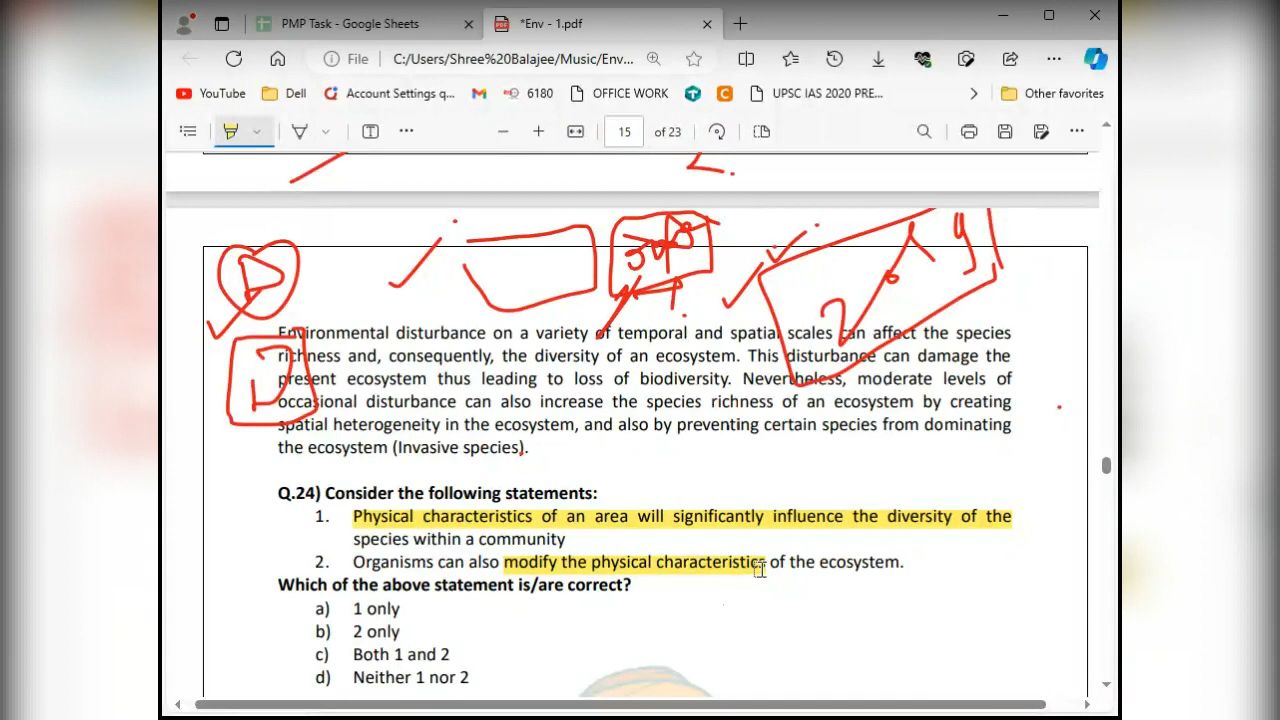 PMP Task - Google Sheets
*Env - 1.pdf
File
C:/Users/Shree%20Balajee/Music/Env...
YouTube
Dell
Account Settings q...
6180
OFFICE WORK
UPSC IAS 2020 PRE...
Other favorites
15 of 23
D
D
Environmental disturbance on a variety of temporal and spatial scales can affect the species
richness and, consequently, the diversity of an ecosystem. This disturbance can damage the
present ecosystem thus leading to loss of biodiversity. Nevertheless, moderate levels of
occasional disturbance can also increase the species richness of an ecosystem by creating
spatial heterogeneity in the ecosystem, and also by preventing certain species from dominating
the ecosystem (Invasive species).
Q.24) Consider the following statements:
1. Physical characteristics of an area will significantly influence the diversity of the
species within a community
2. Organisms can also modify the physical characteristics of the ecosystem.
Which of the above statement is/are correct?
a) 1 only
b) 2 only
c) Both 1 and 2
d) Neither 1 nor 2